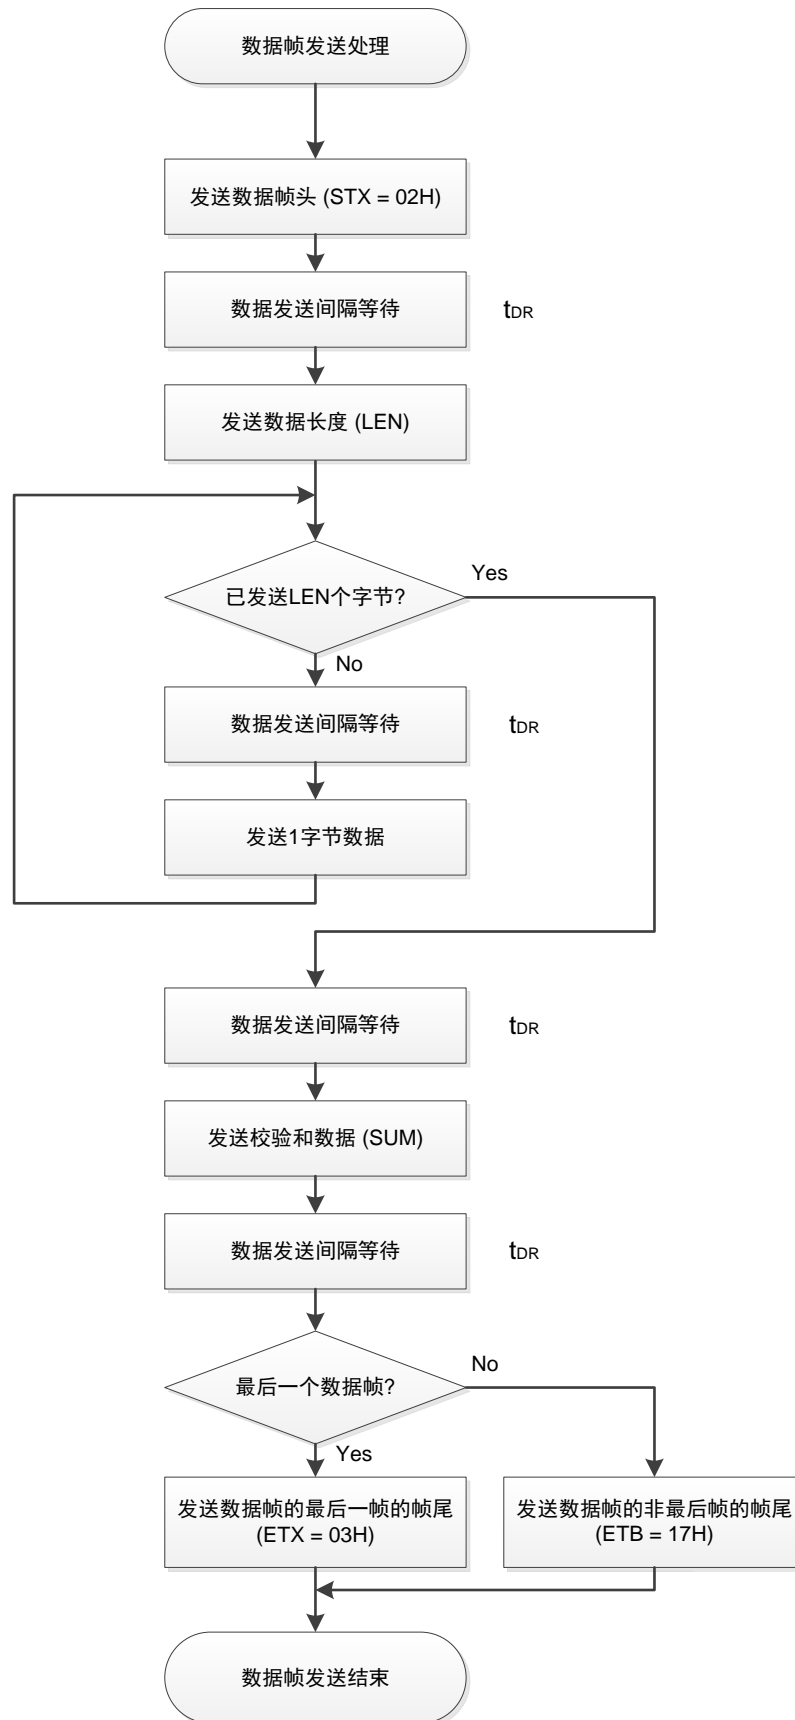 数据帧发送处理
发送数据帧头 (STX = 02H)
数据发送间隔等待
tDR
发送数据长度 (LEN)
已发送LEN个字节?
Yes
No
数据发送间隔等待
tDR
发送1字节数据
数据发送间隔等待
tDR
发送校验和数据 (SUM)
数据发送间隔等待
tDR
最后一个数据帧?
No
Yes
发送数据帧的最后一帧的帧尾
(ETX = 03H)
发送数据帧的非最后帧的帧尾
(ETB = 17H)
数据帧发送结束